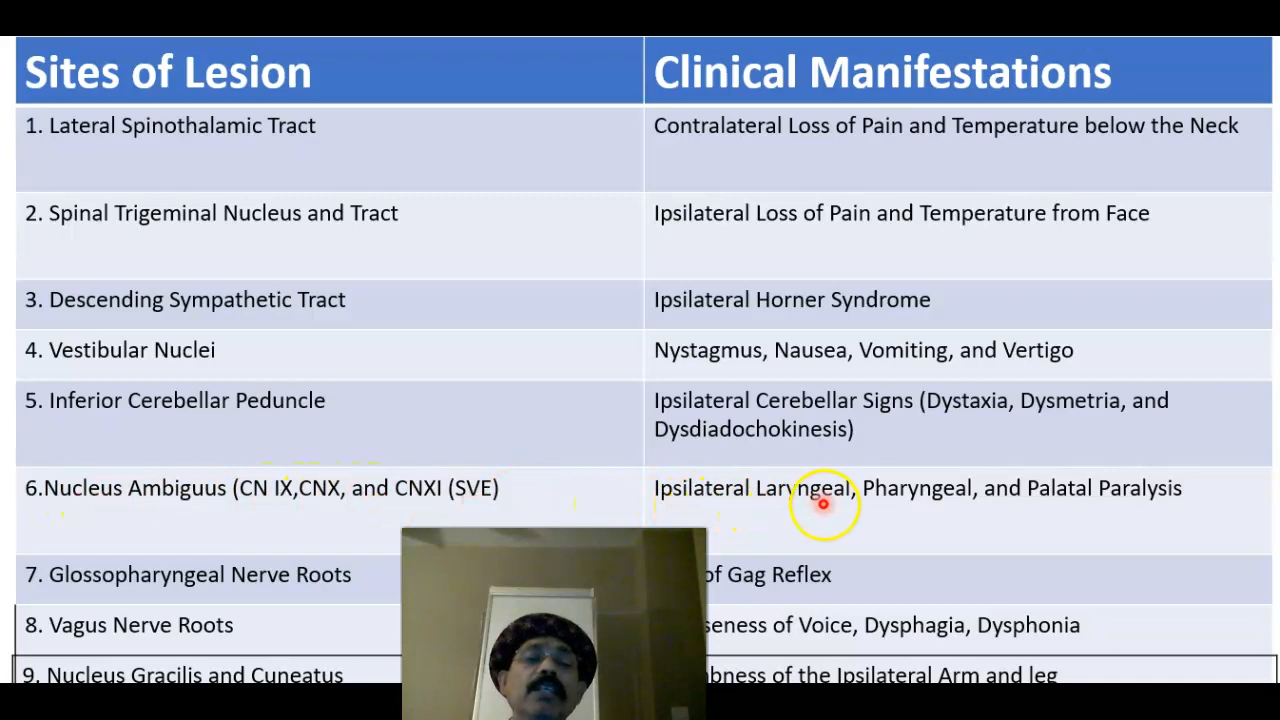 Sites of Lesion
Clinical Manifestations
1. Lateral Spinothalamic Tract
Contralateral Loss of Pain and Temperature below the Neck
2. Spinal Trigeminal Nucleus and Tract
Ipsilateral Loss of Pain and Temperature from Face
3. Descending Sympathetic Tract
Ipsilateral Horner Syndrome
4. Vestibular Nuclei
Nystagmus, Nausea, Vomiting, and Vertigo
5. Inferior Cerebellar Peduncle
Ipsilateral Cerebellar Signs (Dystaxia, Dysmetria, and
Dysdiadochokinesis)
6.Nucleus Ambiguus (CN IX,CNX, and CNXI (SVE)
Ipsilateral Laryngeal, Pharyngeal, and Palatal Paralysis
7. Glossopharyngeal Nerve Roots
of Gag Reflex
8. Vagus Nerve Roots
of Voice, Dysphagia, Dysphonia
9. Nucleus Gracilis and Cuneatus
of the Ipsilateral Arm and leg